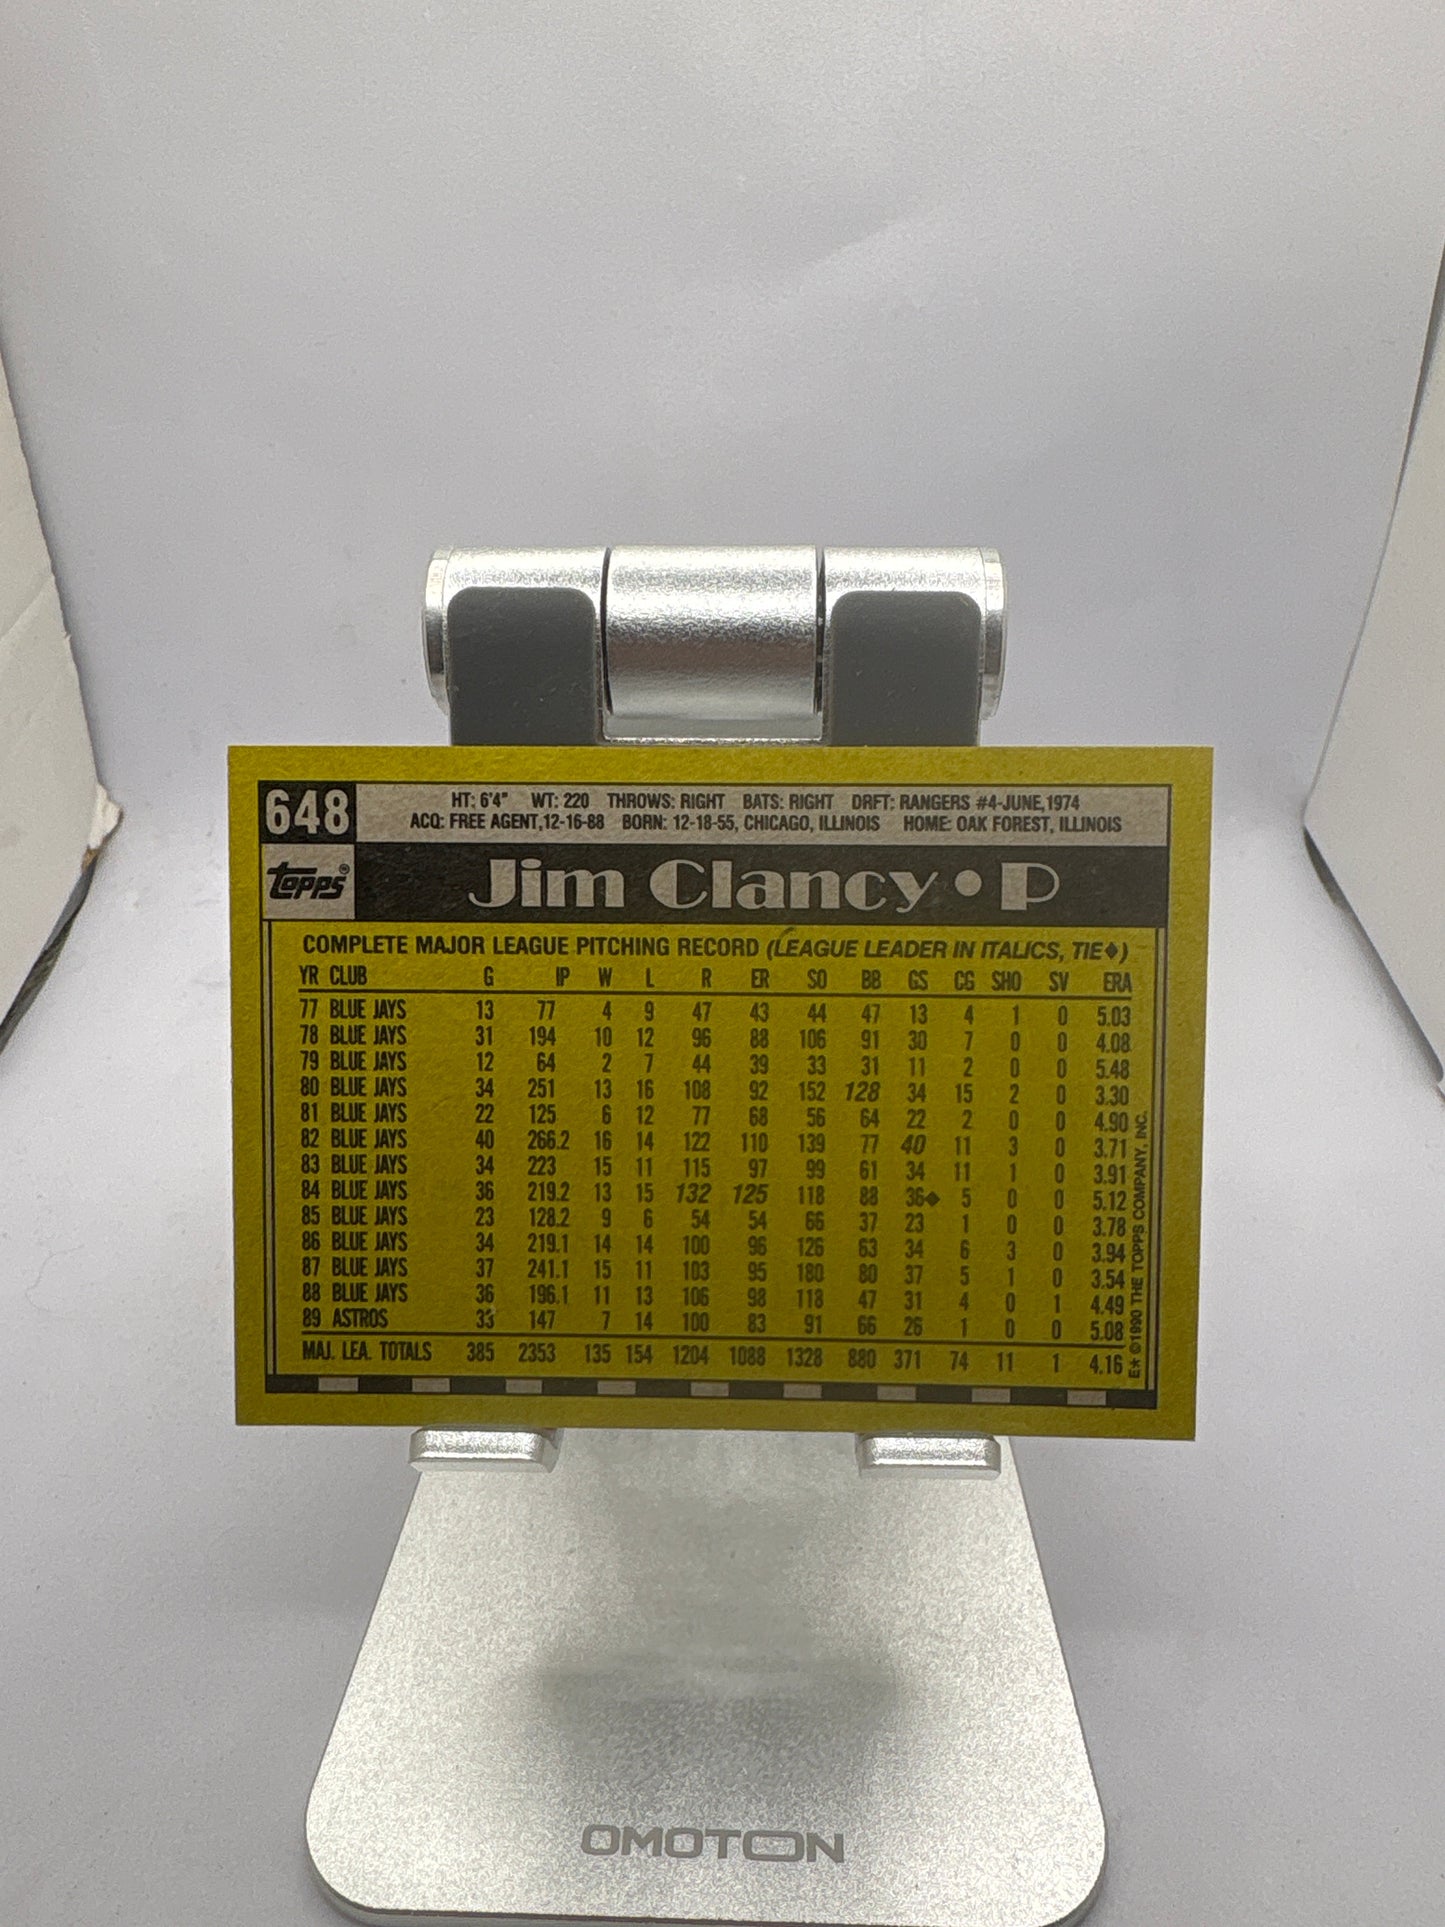 648
HT: 6'4" WT: 220 THROWS: RIGHT BATS: RIGHT DRFT: RANGERS #4-JUNE,1974
ACQ: FREE AGENT,12-16-88 BORN: 12-18-55, CHICAGO, ILLINOIS HOME: OAK FOREST, ILLINOIS
topps®
Jim Clancy • P
COMPLETE MAJOR LEAGUE PITCHING RECORD (LEAGUE LEADER IN ITALICS, TIE♦)
YR CLUB G IP W L R ER SO BB GS CG SHO SV ERA
77 BLUE JAYS 13 77 4 9 47 43 44 47 13 4 1 0 5.03
78 BLUE JAYS 31 194 10 12 96 88 106 91 30 7 0 0 4.08
79 BLUE JAYS 12 64 2 7 44 39 33 31 11 2 0 0 5.48
80 BLUE JAYS 34 251 13 16 108 92 152 128 34 15 2 0 3.30
81 BLUE JAYS 22 125 6 12 77 68 56 64 22 2 0 0 4.90
82 BLUE JAYS 40 266.2 16 14 122 110 139 77 40 11 3 0 3.71
83 BLUE JAYS 34 223 15 11 115 97 99 61 34 11 1 0 3.91
84 BLUE JAYS 36 219.2 13 15 132 125 118 88 36♦ 5 0 0 5.12
85 BLUE JAYS 23 128.2 9 6 54 54 66 37 23 1 0 0 3.78
86 BLUE JAYS 34 219.1 14 14 100 96 126 63 34 6 3 0 3.94
87 BLUE JAYS 37 241.1 15 11 103 95 180 80 37 5 1 0 3.54
88 BLUE JAYS 36 196.1 11 13 106 98 118 47 31 4 0 1 4.49
89 ASTROS 33 147 7 14 100 83 91 66 26 1 0 0 5.08
MAJ. LEA. TOTALS 385 2353 135 154 1204 1088 1328 880 371 74 11 1 4.16
E★ ©1990 THE TOPPS COMPANY, INC.
OMOTON